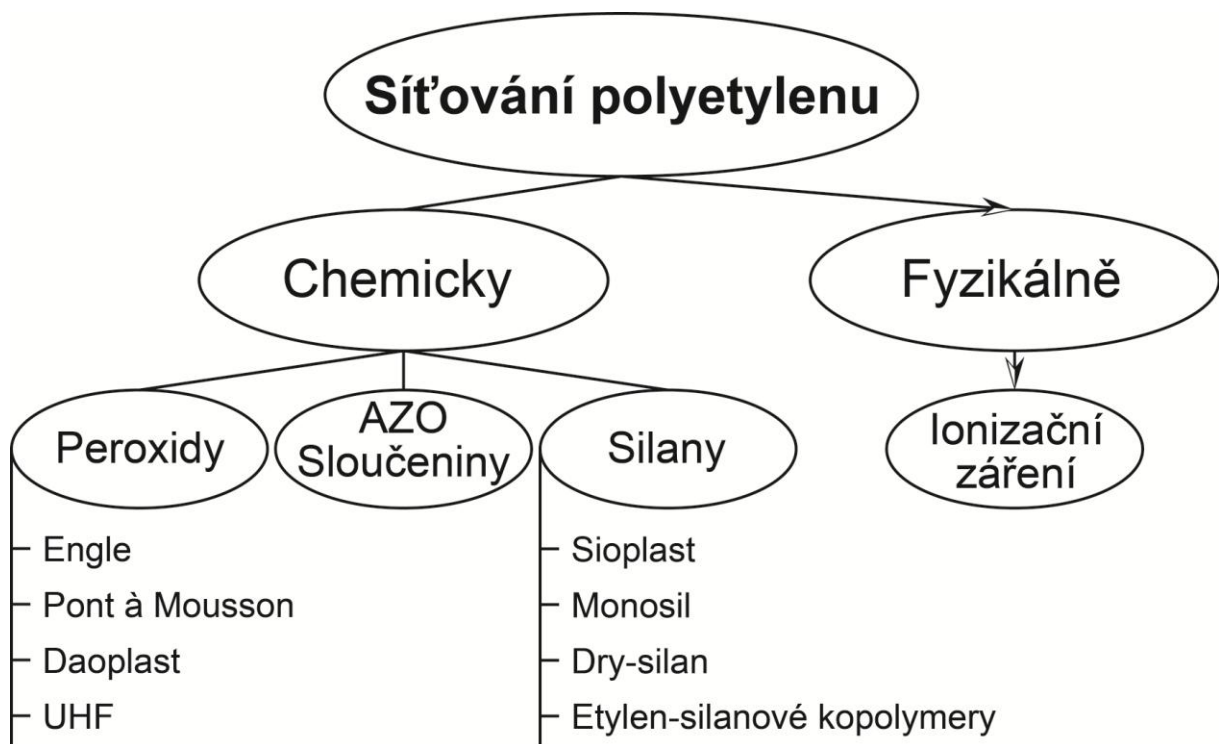 Síťování polyetylenu
Chemicky
Fyzikálně
Peroxidy
AZO
Sloučeniny
Silany
Ionizační
záření
Engle
Pont à Mousson
Daoplast
UHF
Sioplast
Monosil
Dry-silan
Etylen-silanové kopolymery